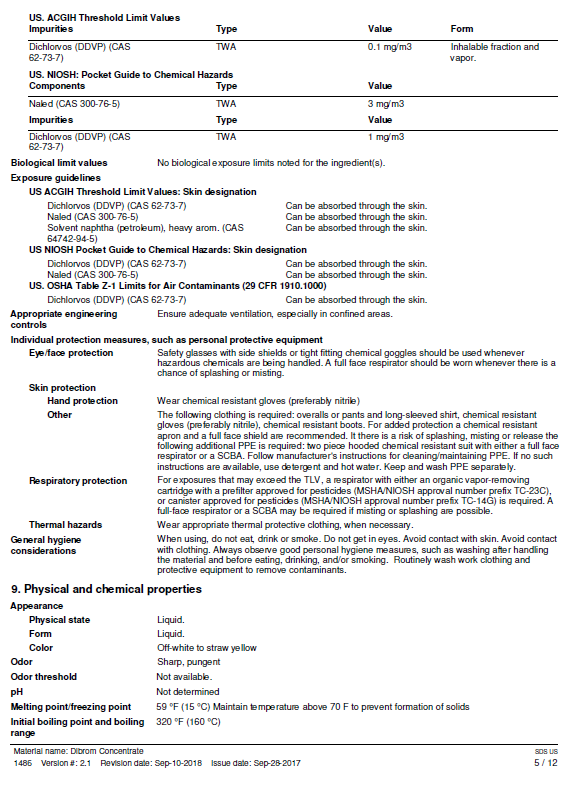 US. ACGIH Threshold Limit Values
Impurities Type Value Form
Dichlorvos (DDVP) (CAS TWA 0.1 mg/m3 Inhalable fraction and
62-73-7) vapor.
US. NIOSH: Pocket Guide to Chemical Hazards
Components Type Value
Naled (CAS 300-76-5) TWA 3 mg/m3
Impurities Type Value
Dichlorvos (DDVP) (CAS TWA 1 mg/m3
62-73-7)
Biological limit values No biological exposure limits noted for the ingredient(s).
Exposure guidelines
US ACGIH Threshold Limit Values: Skin designation
Dichlorvos (DDVP) (CAS 62-73-7) Can be absorbed through the skin.
Naled (CAS 300-76-5) Can be absorbed through the skin.
Solvent naphtha (petroleum), heavy arom. (CAS Can be absorbed through the skin.
64742-94-5)
US NIOSH Pocket Guide to Chemical Hazards: Skin designation
Dichlorvos (DDVP) (CAS 62-73-7) Can be absorbed through the skin.
Naled (CAS 300-76-5) Can be absorbed through the skin.
US. OSHA Table Z-1 Limits for Air Contaminants (29 CFR 1910.1000)
Dichlorvos (DDVP) (CAS 62-73-7) Can be absorbed through the skin.
Appropriate engineering Ensure adequate ventilation, especially in confined areas.
controls
Individual protection measures, such as personal protective equipment
Eye/face protection Safety glasses with side shields or tight fitting chemical goggles should be used whenever
hazardous chemicals are being handled. A full face respirator should be worn whenever there is a
chance of splashing or misting.
Skin protection
Hand protection Wear chemical resistant gloves (preferably nitrile)
Other The following clothing is required: overalls or pants and long-sleeved shirt, chemical resistant
gloves (preferably nitrile), chemical resistant boots. For added protection a chemical resistant
apron and a full face shield are recommended. It there is a risk of splashing, misting or release the
following additional PPE is required: two piece hooded chemical resistant suit with either a full face
respirator or a SCBA. Follow manufacturer's instructions for cleaning/maintaining PPE. If no such
instructions are available, use detergent and hot water. Keep and wash PPE separately.
Respiratory protection For exposures that may exceed the TLV, a respirator with either an organic vapor-removing
cartridge with a prefilter approved for pesticides (MSHA/NIOSH approval number prefix TC-23C),
or canister approved for pesticides (MSHA/NIOSH approval number prefix TC-14G) is required. A
full-face respirator or a SCBA may be required if misting or splashing are possible.
Thermal hazards Wear appropriate thermal protective clothing, when necessary.
General hygiene When using, do not eat, drink or smoke. Do not get in eyes. Avoid contact with skin. Avoid contact
considerations with clothing. Always observe good personal hygiene measures, such as washing after handling
the material and before eating, drinking, and/or smoking. Routinely wash work clothing and
protective equipment to remove contaminants.
9. Physical and chemical properties
Appearance
Physical state Liquid.
Form Liquid.
Color Off-white to straw yellow
Odor Sharp, pungent
Odor threshold Not available.
pH Not determined
Melting point/freezing point 59 °F (15 °C) Maintain temperature above 70 F to prevent formation of solids
Initial boiling point and boiling 320 °F (160 °C)
range
Material name: Dibrom Concentrate SDS US
1486 Version #: 2.1 Revision date: Sep-10-2018 Issue date: Sep-28-2017 5 / 12